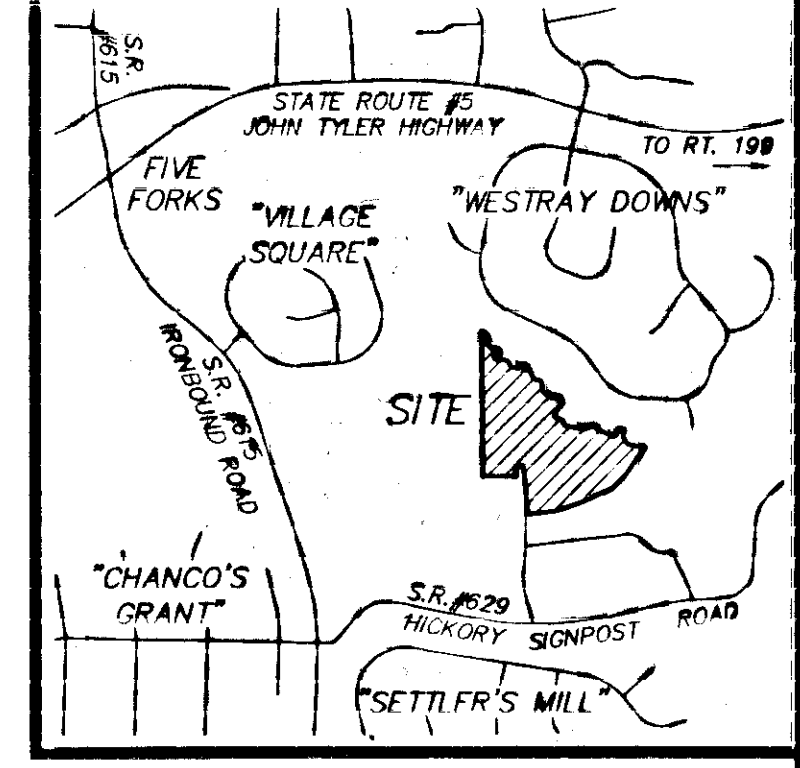 S.R.
#615
STATE ROUTE #5
JOHN TYLER HIGHWAY
TO RT. 199
FIVE
FORKS
"VILLAGE
SQUARE"
"WESTRAY DOWNS"
S.R. #615
IRONBOUND ROAD
SITE
"CHANCO'S
GRANT"
S.R. #629
HICKORY SIGNPOST ROAD
"SETTLER'S MILL"